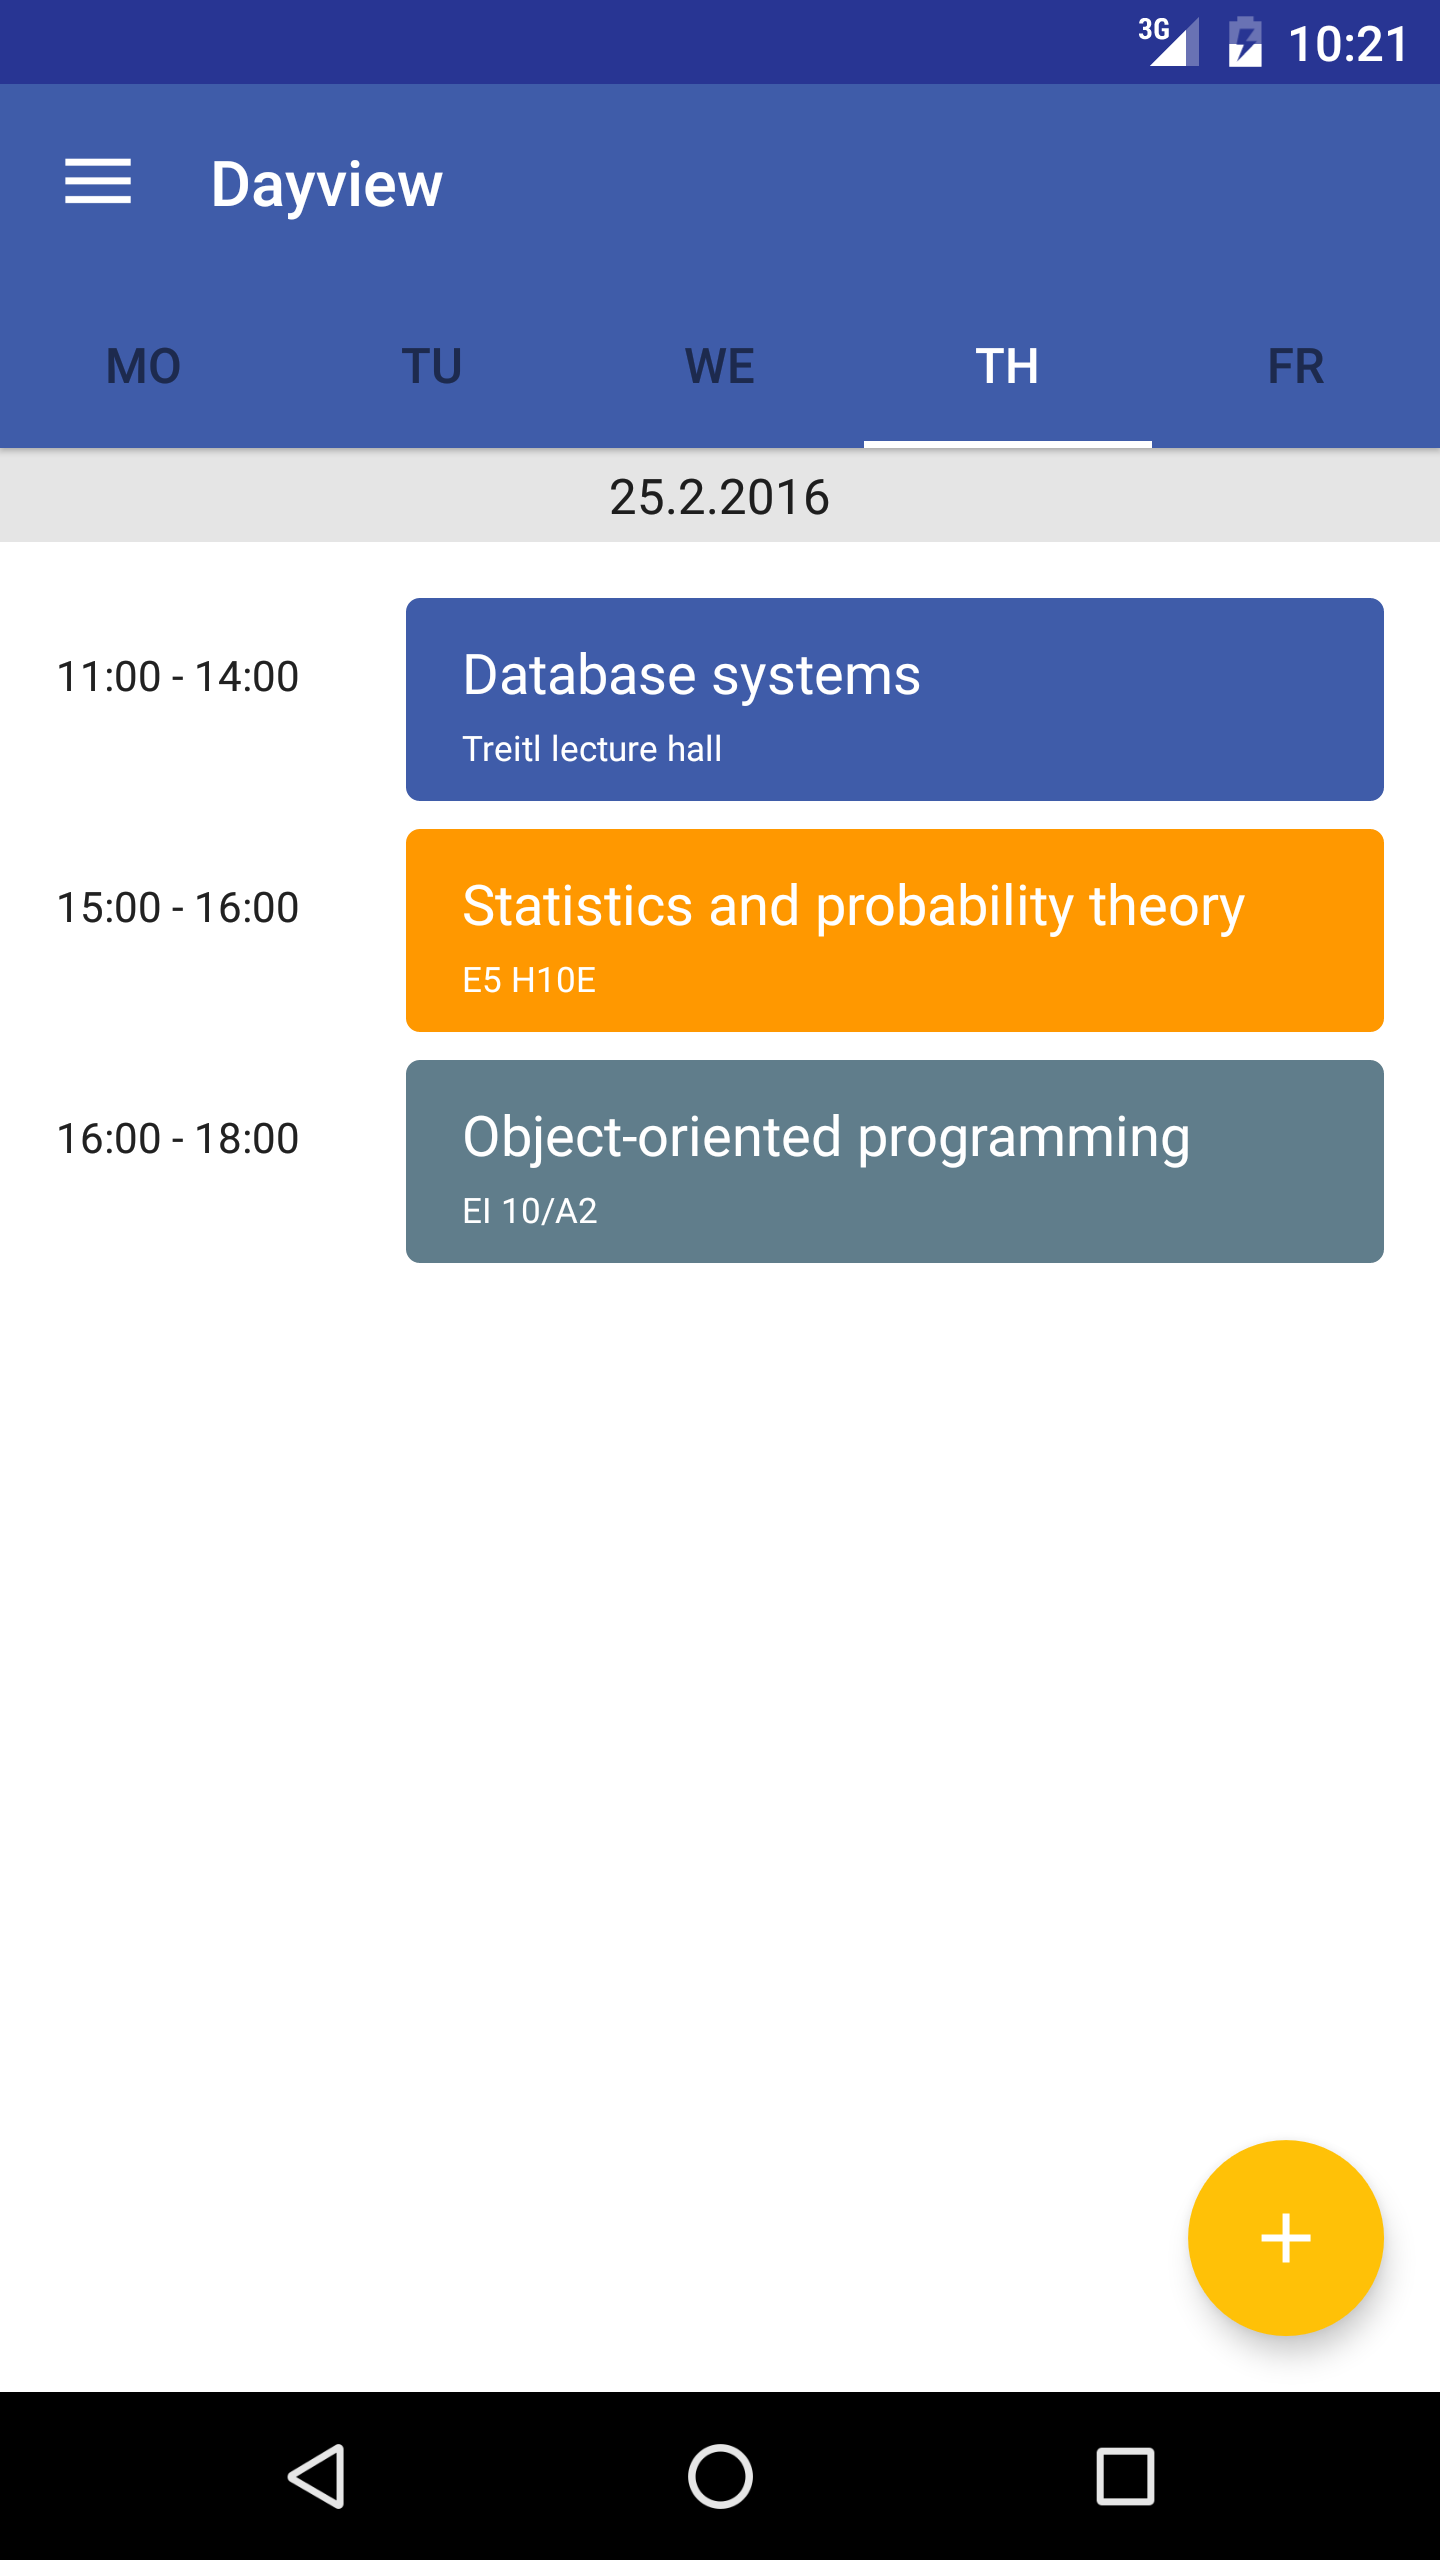 3G 10:21
Dayview
MO TU WE TH FR
25.2.2016
11:00 - 14:00 Database systems
Treitl lecture hall
15:00 - 16:00 Statistics and probability theory
E5 H10E
16:00 - 18:00 Object-oriented programming
EI 10/A2